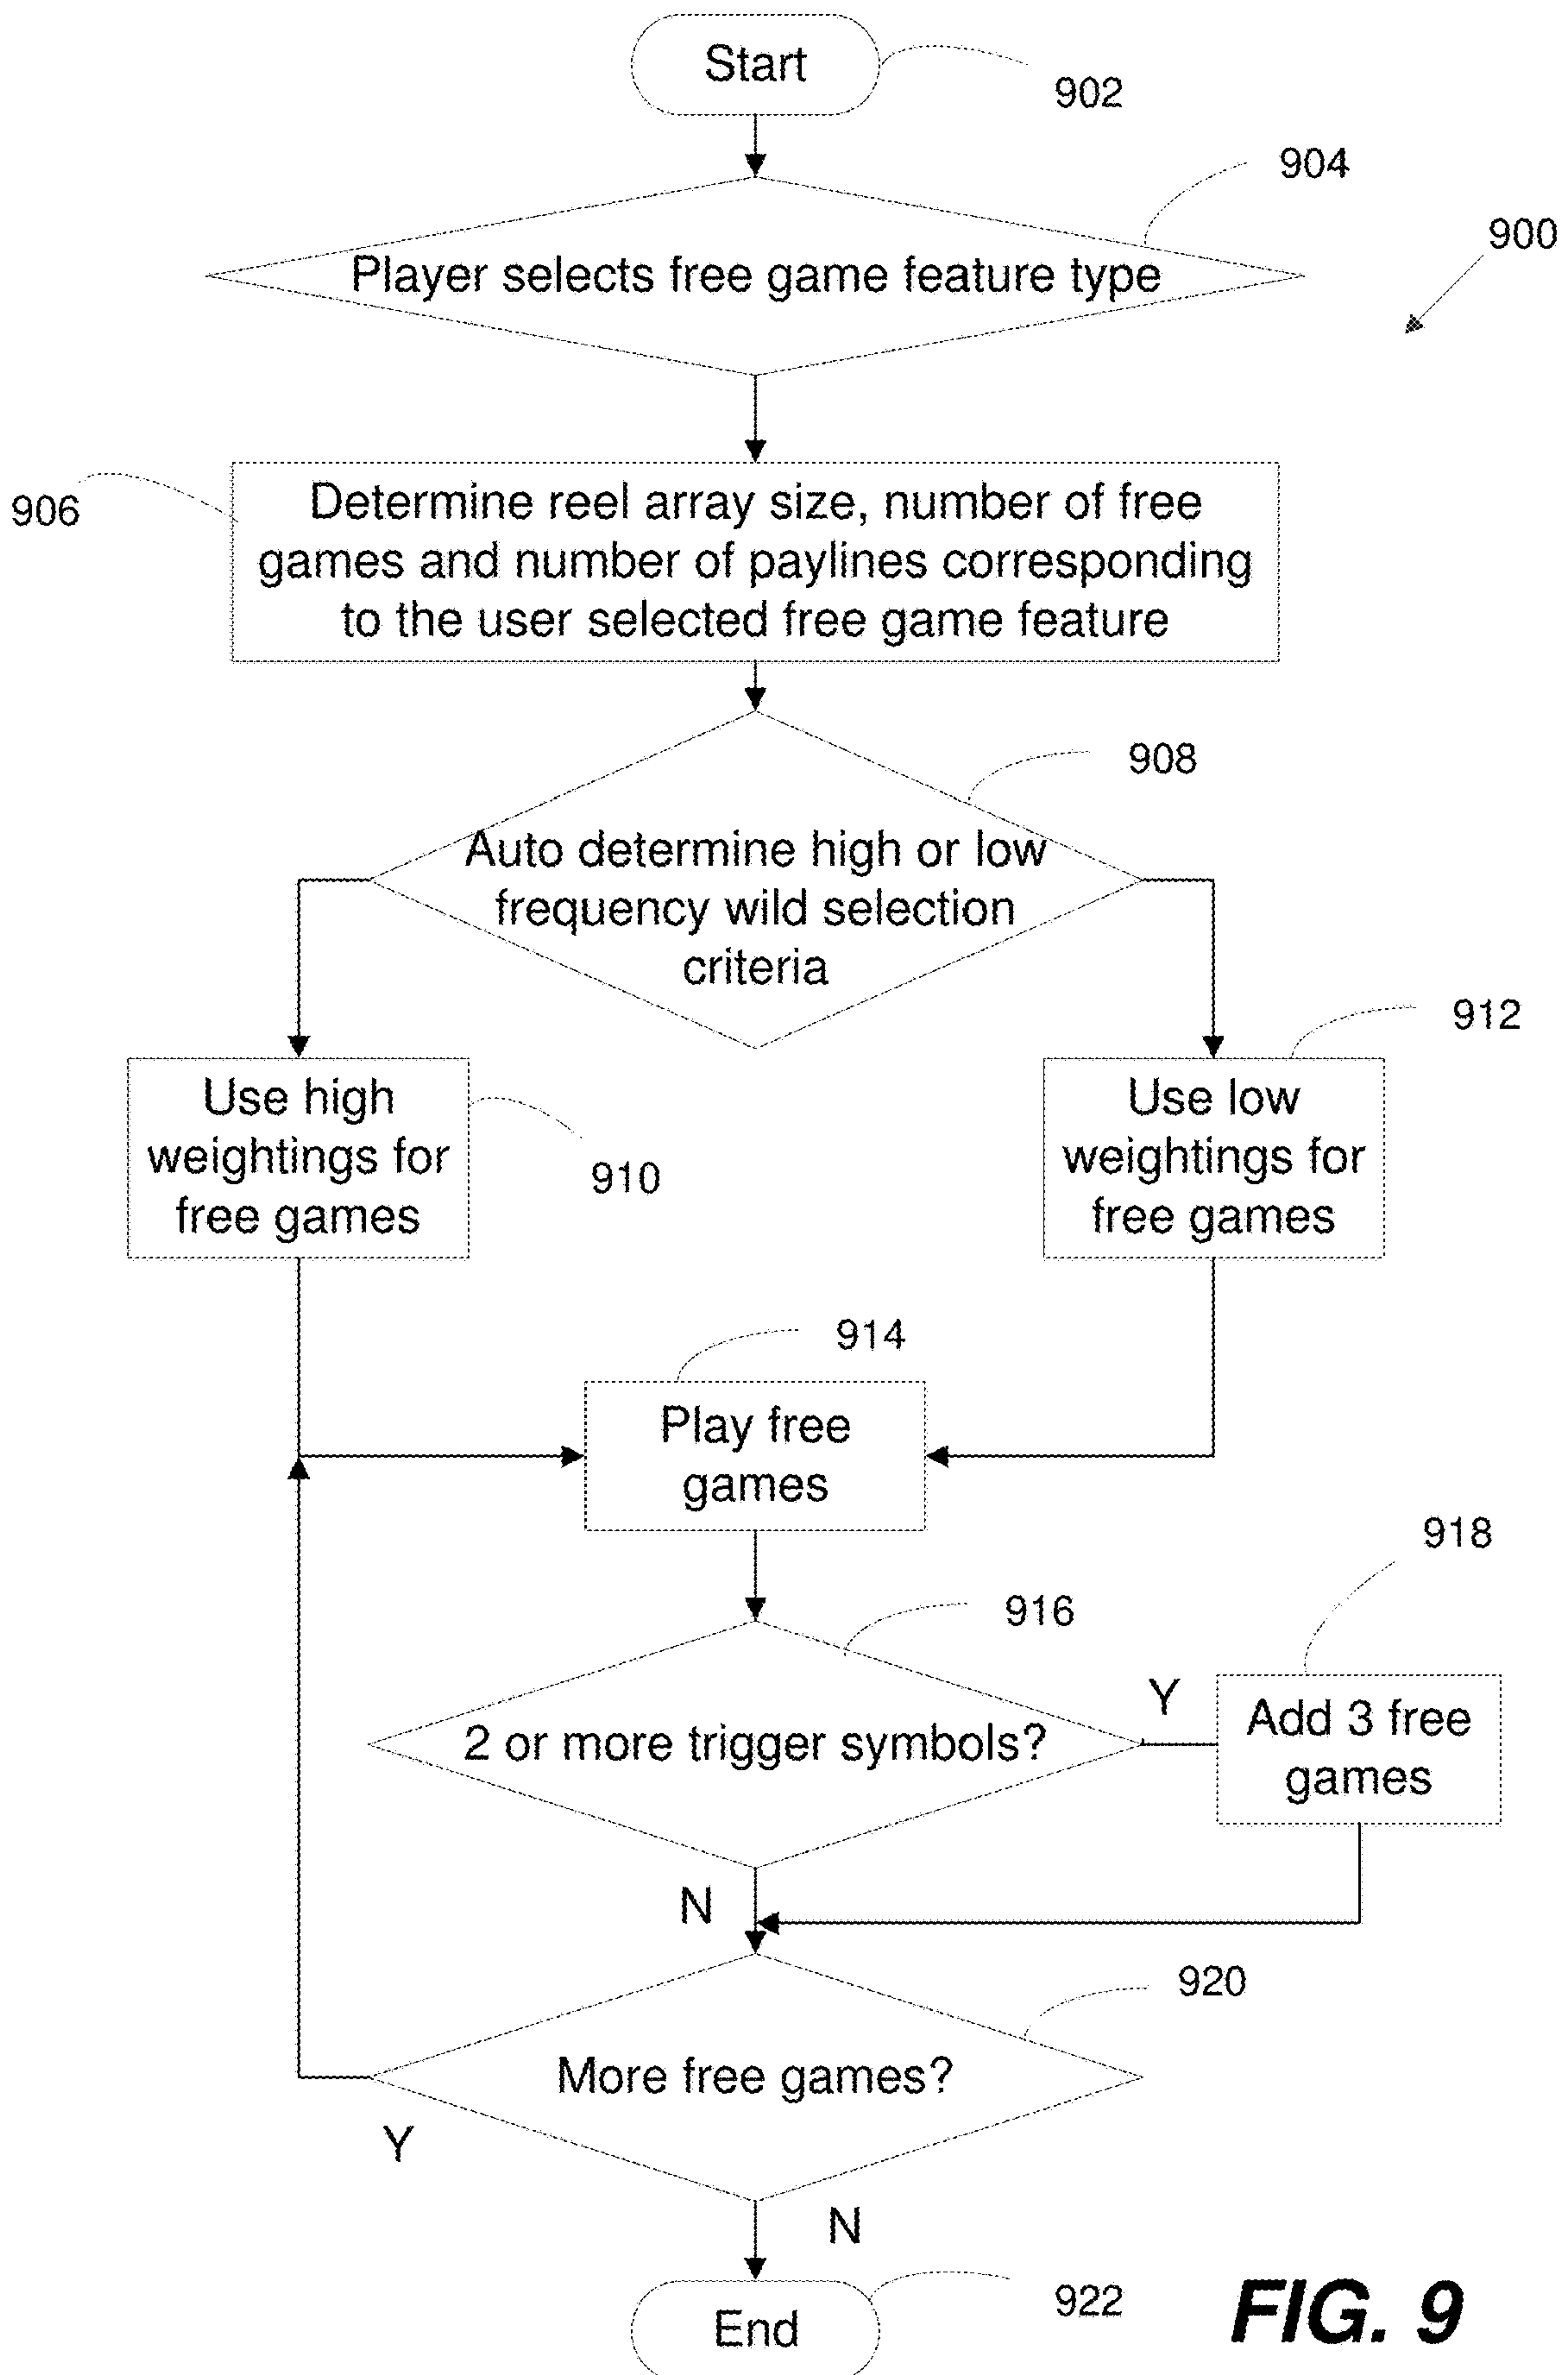 Start
902
904
Player selects free game feature type
900
906
Determine reel array size, number of free
games and number of paylines corresponding
to the user selected free game feature
908
Auto determine high or low
frequency wild selection
criteria
912
Use high
weightings for
free games
910
Use low
weightings for
free games
914
Play free
games
918
916
2 or more trigger symbols?
Y
Add 3 free
games
N
920
More free games?
Y
N
End
922
FIG. 9